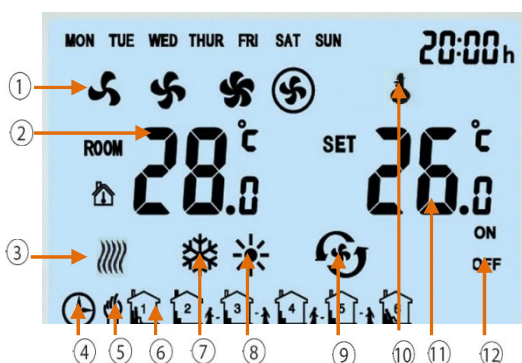 MON TUE WED THUR FRI SAT SUN 20:00 h
①
② ROOM 28.0 °C SET 26.0 °C
③ ON
OFF
1 2 3 4 5 6
④ ⑤ ⑥ ⑦ ⑧ ⑨ ⑩ ⑪ ⑫